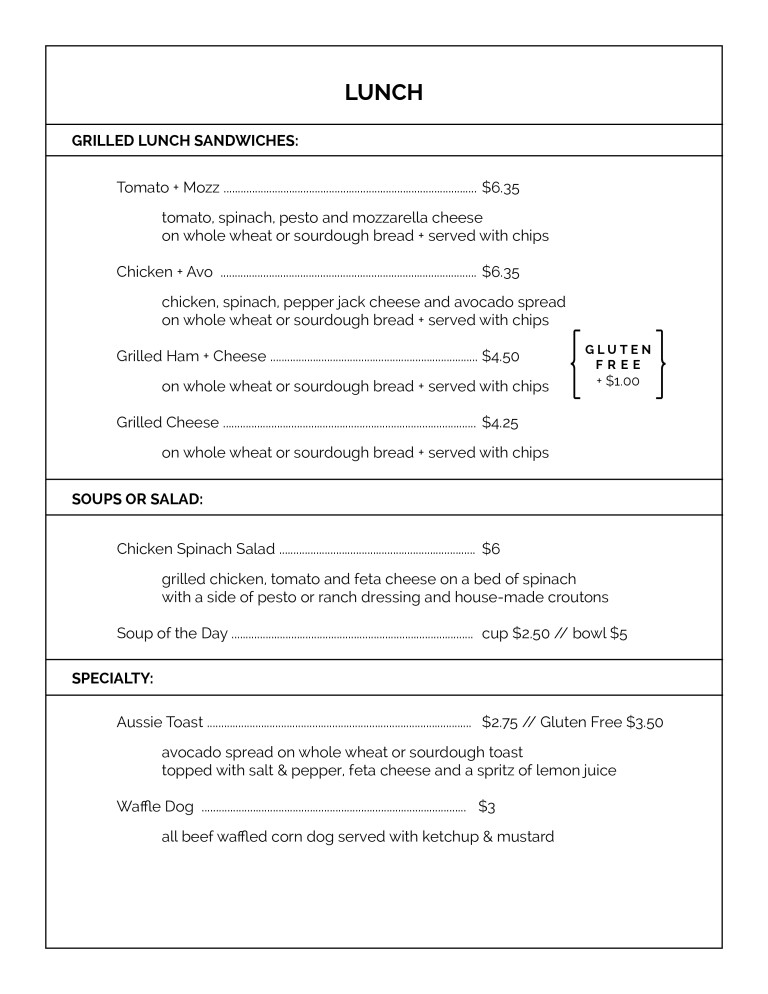 LUNCH
GRILLED LUNCH SANDWICHES:
Tomato + Mozz ........................................................................................ $6.35
tomato, spinach, pesto and mozzarella cheese
on whole wheat or sourdough bread + served with chips
Chicken + Avo ......................................................................................... $6.35
chicken, spinach, pepper jack cheese and avocado spread
on whole wheat or sourdough bread + served with chips
Grilled Ham + Cheese ........................................................................ $4.50
on whole wheat or sourdough bread + served with chips
GLUTEN
FREE
+ $1.00
Grilled Cheese ........................................................................................ $4.25
on whole wheat or sourdough bread + served with chips
SOUPS OR SALAD:
Chicken Spinach Salad .................................................................... $6
grilled chicken, tomato and feta cheese on a bed of spinach
with a side of pesto or ranch dressing and house-made croutons
Soup of the Day .................................................................................... cup $2.50 // bowl $5
SPECIALTY:
Aussie Toast ............................................................................................ $2.75 // Gluten Free $3.50
avocado spread on whole wheat or sourdough toast
topped with salt & pepper, feta cheese and a spritz of lemon juice
Waffle Dog ............................................................................................ $3
all beef waffled corn dog served with ketchup & mustard